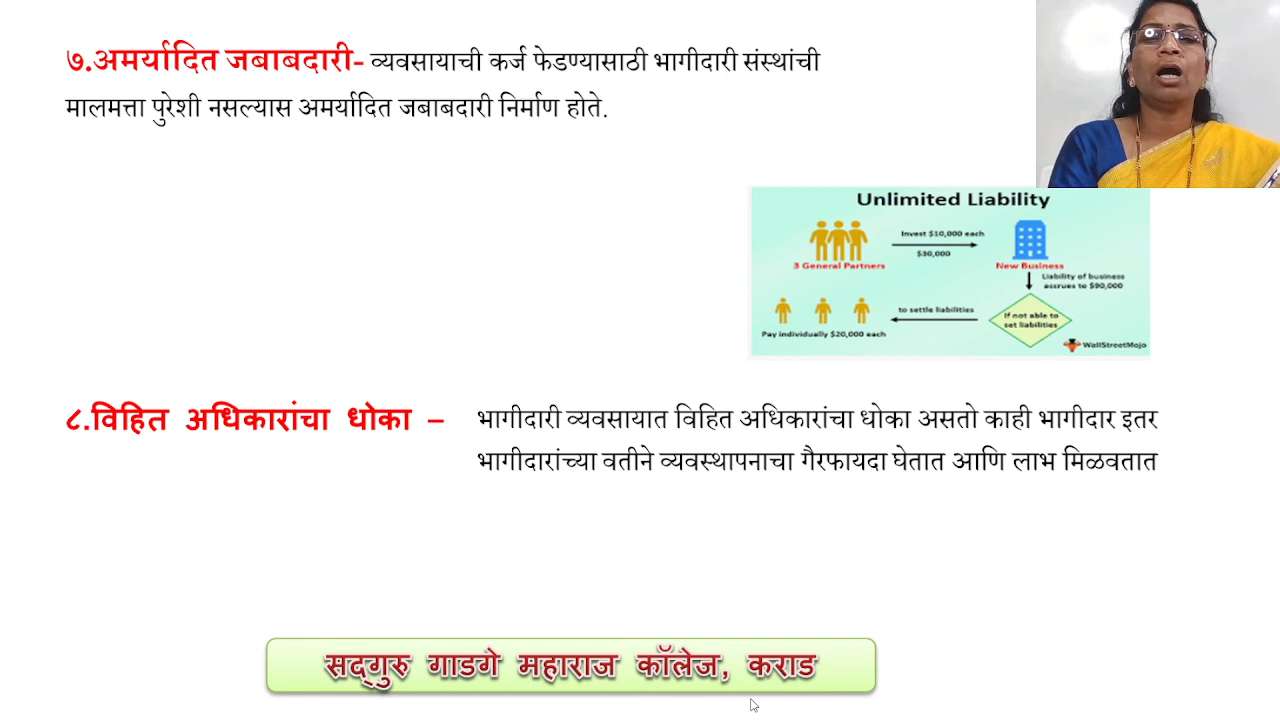 ७.अमर्यादित जबाबदारी- व्यवसायाची कर्ज फेडण्यासाठी भागीदारी संस्थांची
मालमत्ता पुरेशी नसल्यास अमर्यादित जबाबदारी निर्माण होते.
Unlimited Liability
Invest $10,000 each
$30,000
3 General Partners
New Business
Liability of business
accrues to $90,000
to settle liabilities
If not able to
set liabilities
Pay individually $20,000 each
WallStreetMojo
८.विहित अधिकारांचा धोका – भागीदारी व्यवसायात विहित अधिकारांचा धोका असतो काही भागीदार इतर
भागीदारांच्या वतीने व्यवस्थापनाचा गैरफायदा घेतात आणि लाभ मिळवतात
सद्‌गुरु गाडगे महाराज कॉलेज, कराड